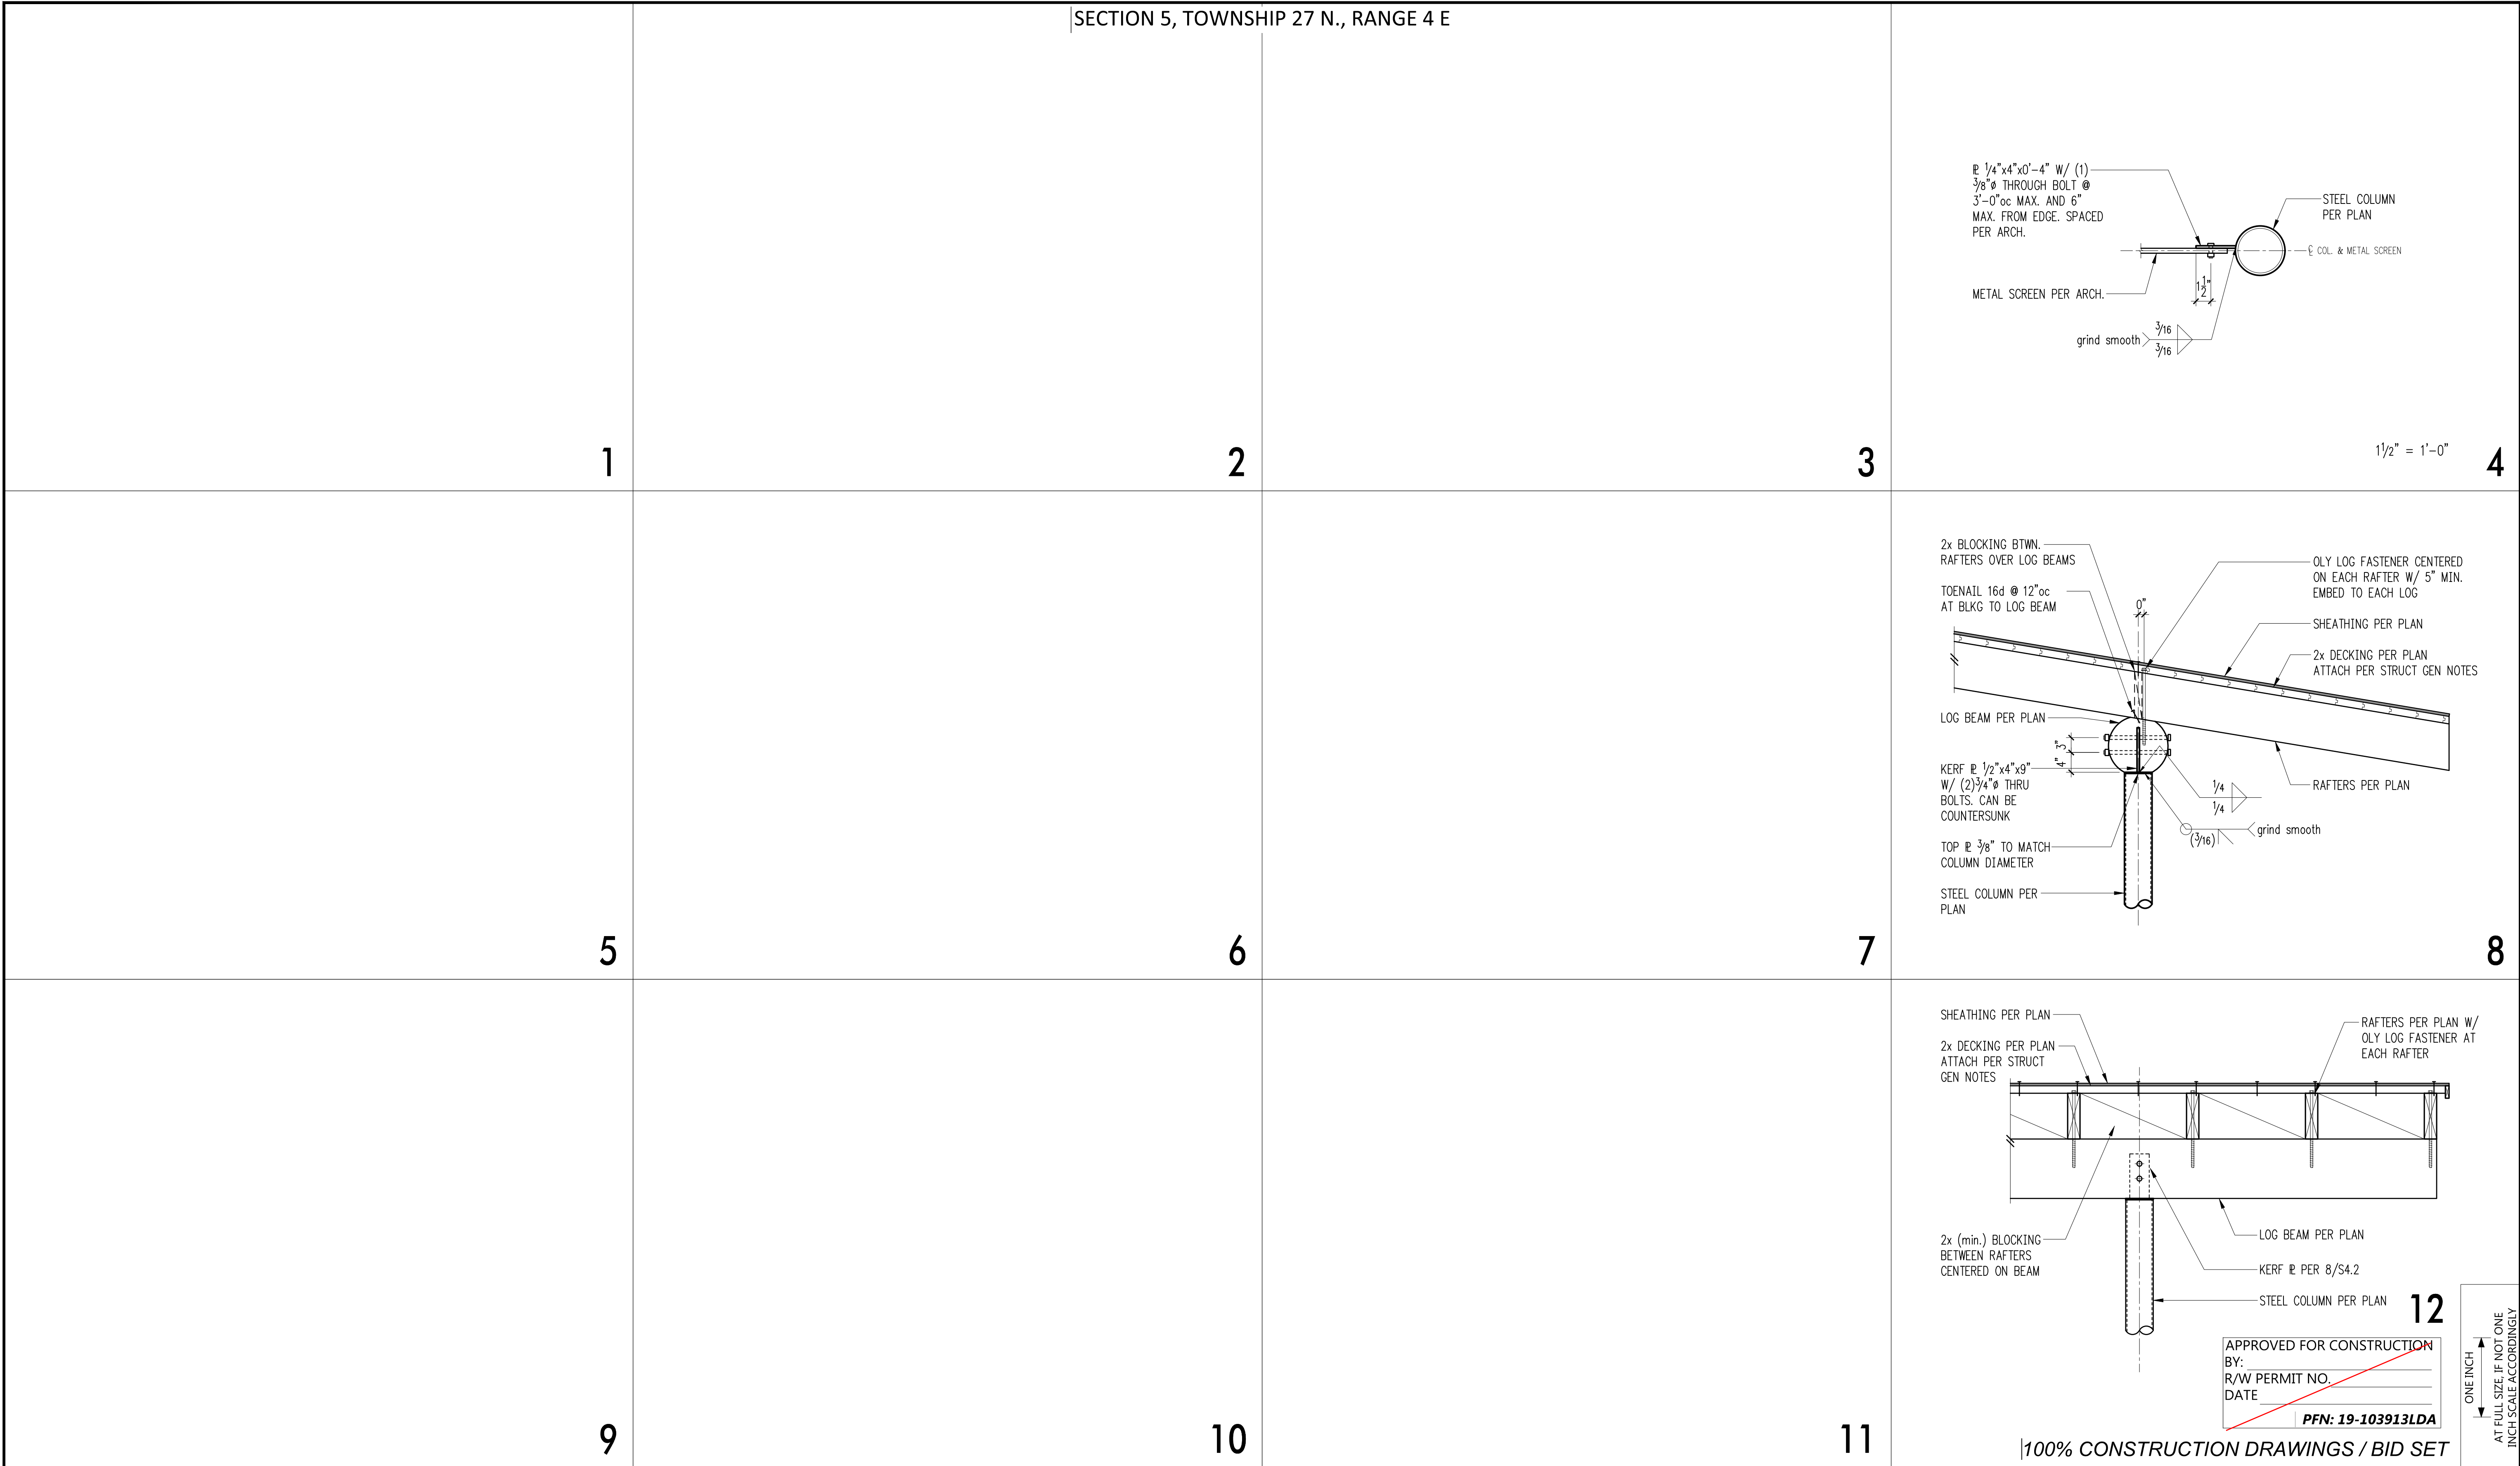 SECTION 5, TOWNSHIP 27 N., RANGE 4 E
1
2
3
℄ 1/4"x4"x0'-4" W/ (1)
3/8"ø THROUGH BOLT @
3'-0"oc MAX. AND 6"
MAX. FROM EDGE. SPACED
PER ARCH.
STEEL COLUMN
PER PLAN
℄ COL. & METAL SCREEN
1 1/2"
METAL SCREEN PER ARCH.
grind smooth
3/16
3/16
1 1/2" = 1'-0"
4
5
6
7
2x BLOCKING BTWN.
RAFTERS OVER LOG BEAMS
TOENAIL 16d @ 12"oc
AT BLKG TO LOG BEAM
0"
OLY LOG FASTENER CENTERED
ON EACH RAFTER W/ 5" MIN.
EMBED TO EACH LOG
SHEATHING PER PLAN
2x DECKING PER PLAN
ATTACH PER STRUCT GEN NOTES
LOG BEAM PER PLAN
3"
4"
KERF PL 1/2"x4"x9"
W/ (2)3/4"ø THRU
BOLTS. CAN BE
COUNTERSUNK
RAFTERS PER PLAN
1/4
1/4
(3/16)
grind smooth
TOP PL 3/8" TO MATCH
COLUMN DIAMETER
STEEL COLUMN PER
PLAN
8
9
10
11
SHEATHING PER PLAN
2x DECKING PER PLAN
ATTACH PER STRUCT
GEN NOTES
RAFTERS PER PLAN W/
OLY LOG FASTENER AT
EACH RAFTER
2x (min.) BLOCKING
BETWEEN RAFTERS
CENTERED ON BEAM
LOG BEAM PER PLAN
KERF PL PER 8/S4.2
STEEL COLUMN PER PLAN
12
APPROVED FOR CONSTRUCTION
BY:
R/W PERMIT NO.
DATE
PFN: 19-103913LDA
ONE INCH
AT FULL SIZE, IF NOT ONE
INCH SCALE ACCORDINGLY
100% CONSTRUCTION DRAWINGS / BID SET